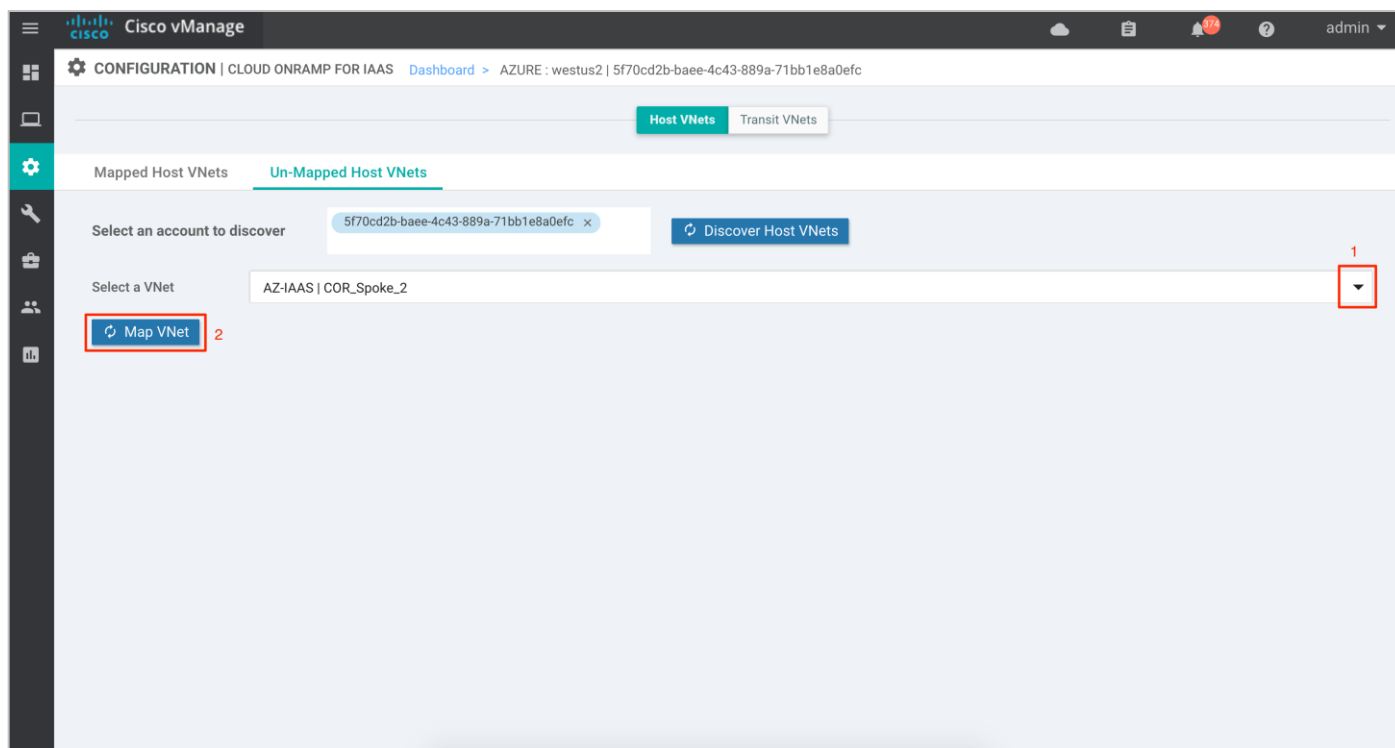 cisco Cisco vManage 374 admin
CONFIGURATION | CLOUD ONRAMP FOR IAAS Dashboard > AZURE : westus2 | 5f70cd2b-baee-4c43-889a-71bb1e8a0efc
Host VNets Transit VNets
Mapped Host VNets Un-Mapped Host VNets
Select an account to discover 5f70cd2b-baee-4c43-889a-71bb1e8a0efc × Discover Host VNets
1
Select a VNet AZ-IAAS | COR_Spoke_2
Map VNet 2